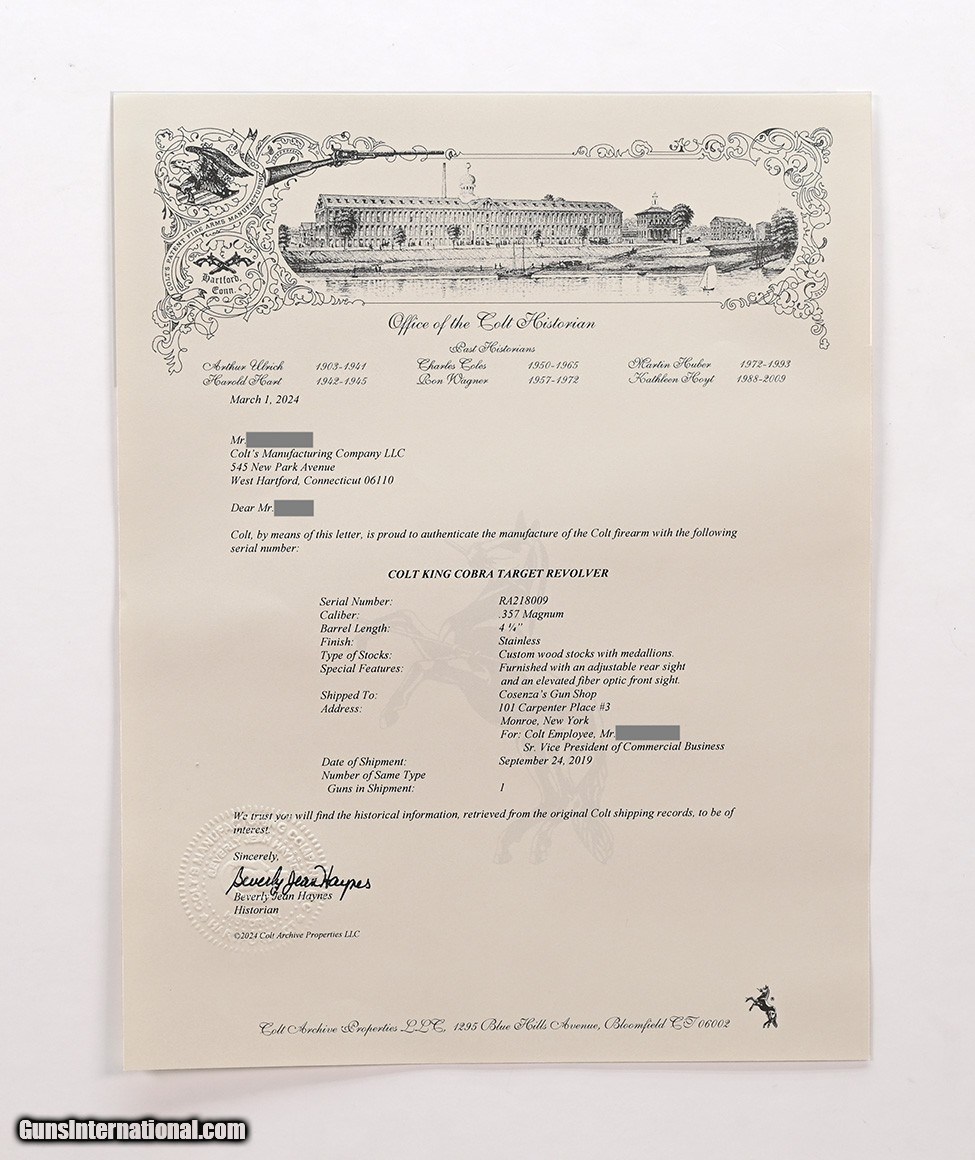 COLT'S PATENT FIRE ARMS MANUFACTURING
Hartford,
Conn.
Office of the Colt Historian
Past Historians
Arthur Ulrich 1903-1941 Charles Coles 1950-1965 Martin Huber 1972-1993
Harold Hart 1942-1945 Ron Wagner 1957-1972 Kathleen Hoyt 1988-2009
March 1, 2024
Mr.
Colt's Manufacturing Company LLC
545 New Park Avenue
West Hartford, Connecticut 06110
Dear Mr.
Colt, by means of this letter, is proud to authenticate the manufacture of the Colt firearm with the following
serial number:
COLT KING COBRA TARGET REVOLVER
Serial Number: RA218009
Caliber: .357 Magnum
Barrel Length: 4 ¼"
Finish: Stainless
Type of Stocks: Custom wood stocks with medallions.
Special Features: Furnished with an adjustable rear sight
and an elevated fiber optic front sight.
Shipped To: Cosenza's Gun Shop
Address: 101 Carpenter Place #3
Monroe, New York
For: Colt Employee, Mr.
Sr. Vice President of Commercial Business
Date of Shipment: September 24, 2019
Number of Same Type
Guns in Shipment: 1
We trust you will find the historical information, retrieved from the original Colt shipping records, to be of
interest.
Sincerely,
Beverly Jean Haynes
Beverly Jean Haynes
Historian
©2024 Colt Archive Properties LLC
Colt Archive Properties LLC, 1295 Blue Hills Avenue, Bloomfield CT 06002
GunsInternational.com